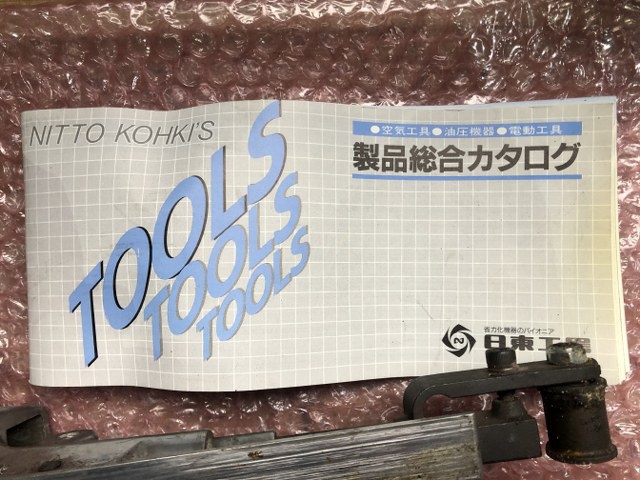 NITTO KOHKI'S
TOOLS
TOOLS
TOOLS
●空気工具●油圧機器●電動工具
製品総合カタログ
省力化機器のパイオニア
日東工器